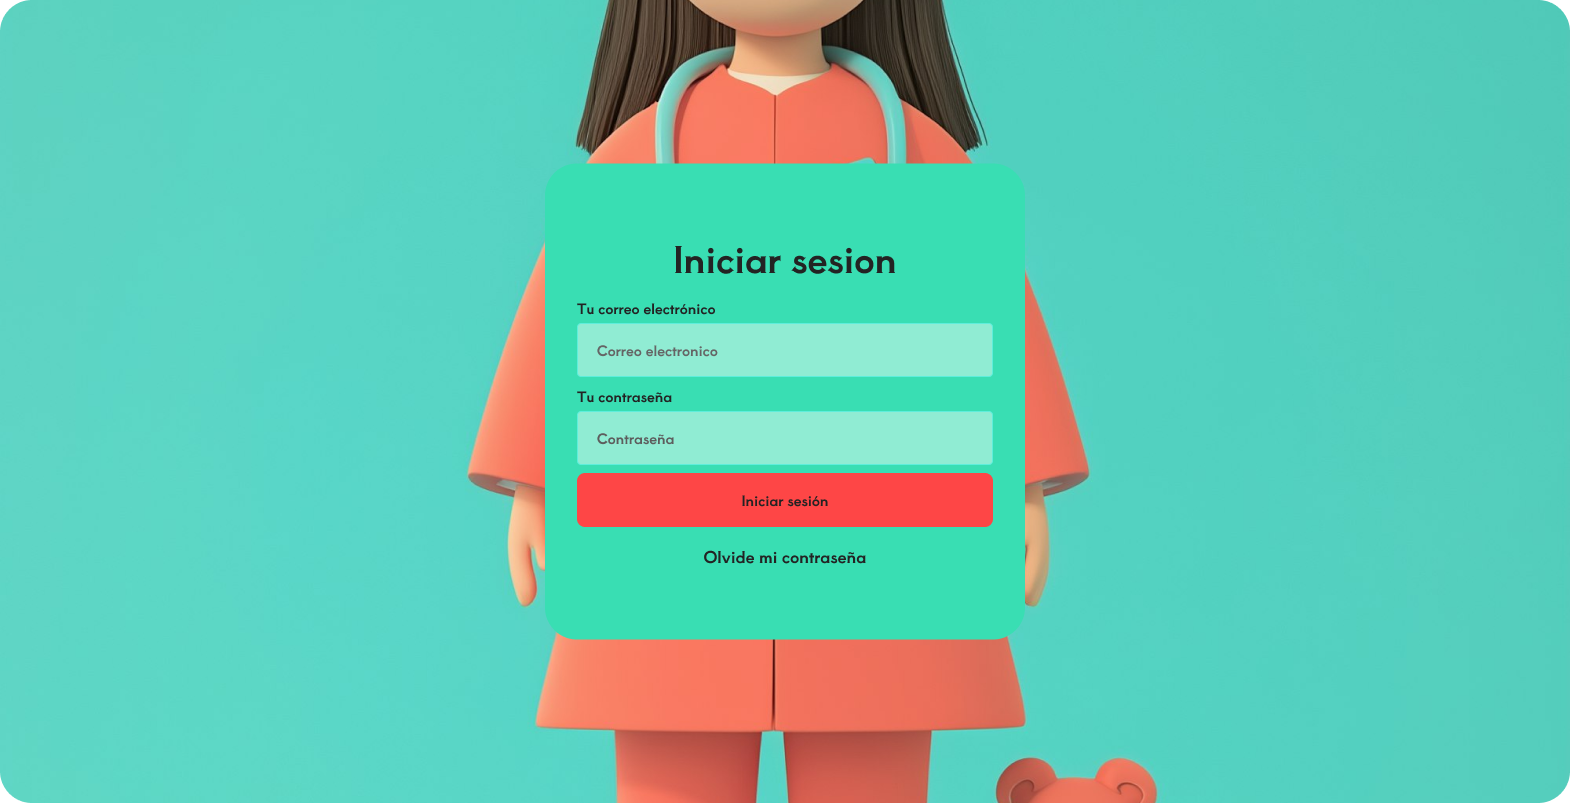 Iniciar sesion
Tu correo electrónico
Correo electronico
Tu contraseña
Contraseña
Iniciar sesión
Olvide mi contraseña